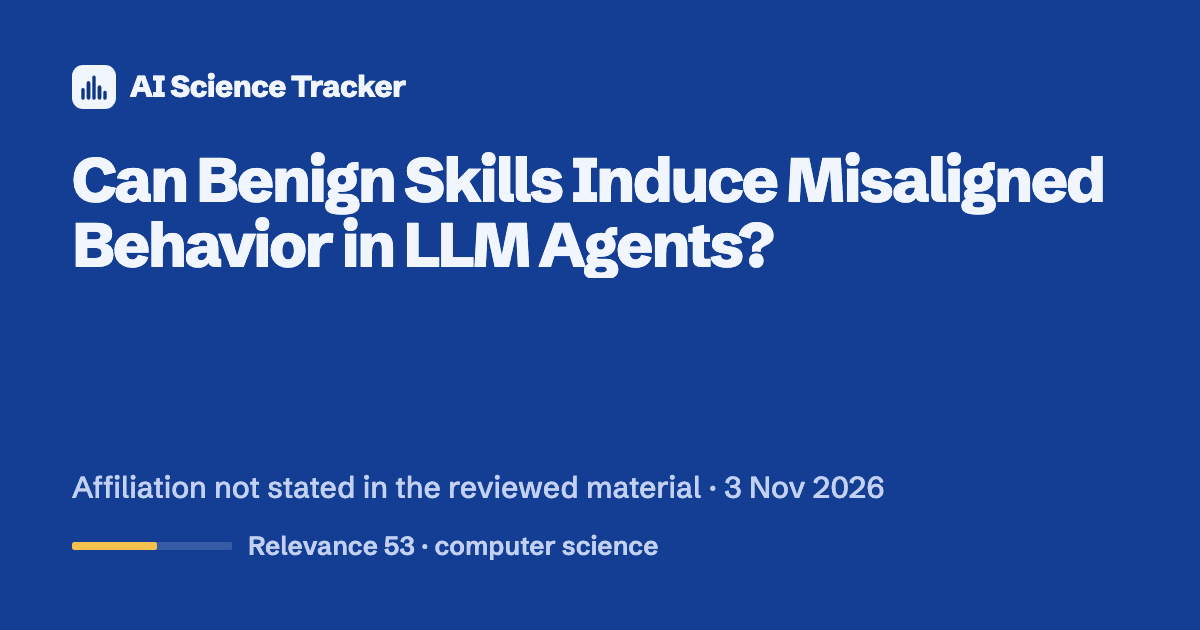 AI Science Tracker
Can Benign Skills Induce Misaligned
Behavior in LLM Agents?
Affiliation not stated in the reviewed material · 3 Nov 2026
Relevance 53 · computer science